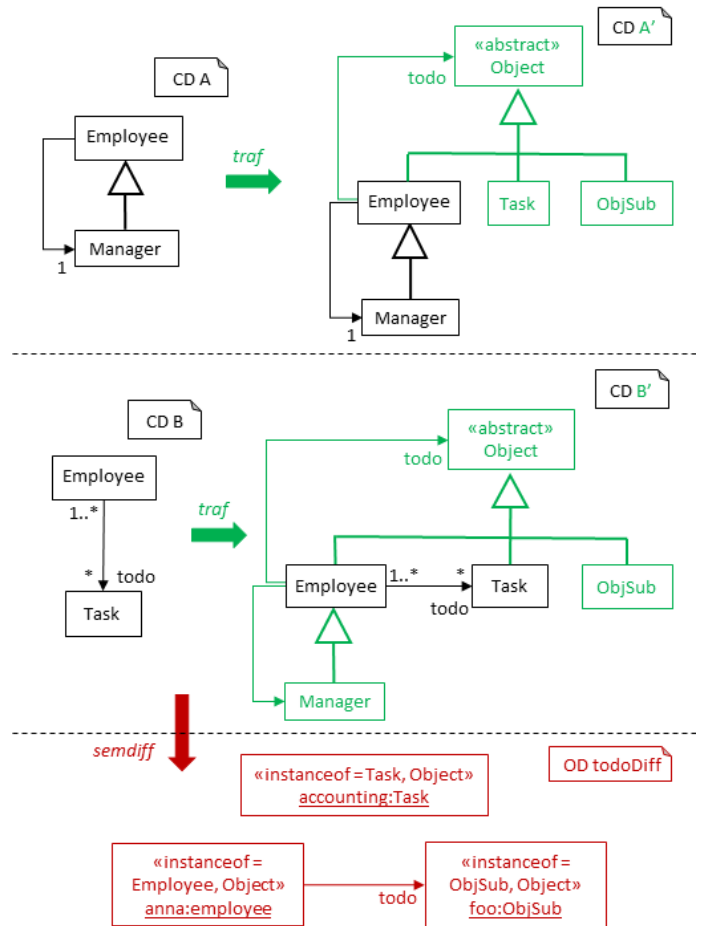 CD A
CD A’
«abstract»
Object
todo
Employee
traf
Employee
Task
ObjSub
Manager
1
Manager
1
CD B
CD B’
«abstract»
Object
todo
Employee
1..*
traf
* todo
Task
Employee
1..*
*
Task
ObjSub
todo
Manager
semdiff
OD todoDiff
«instanceof =Task, Object»
accounting:Task
«instanceof =
Employee, Object»
anna:employee
todo
«instanceof =
ObjSub, Object»
foo:ObjSub